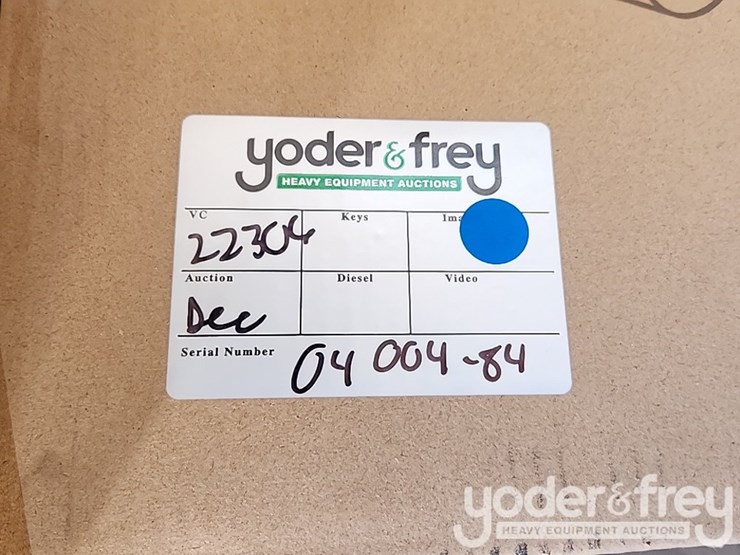 yoder&frey
HEAVY EQUIPMENT AUCTIONS
VC Keys Ima
22304
Auction Diesel Video
Dec
Serial Number 04 004-84
yoder&frey
HEAVY EQUIPMENT AUCTIONS